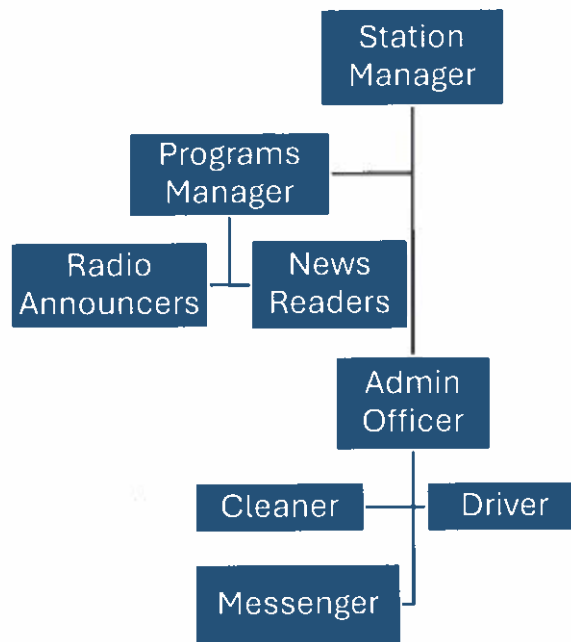 Station
Manager
Programs
Manager
Radio
Announcers
News
Readers
Admin
Officer
Cleaner
Driver
Messenger